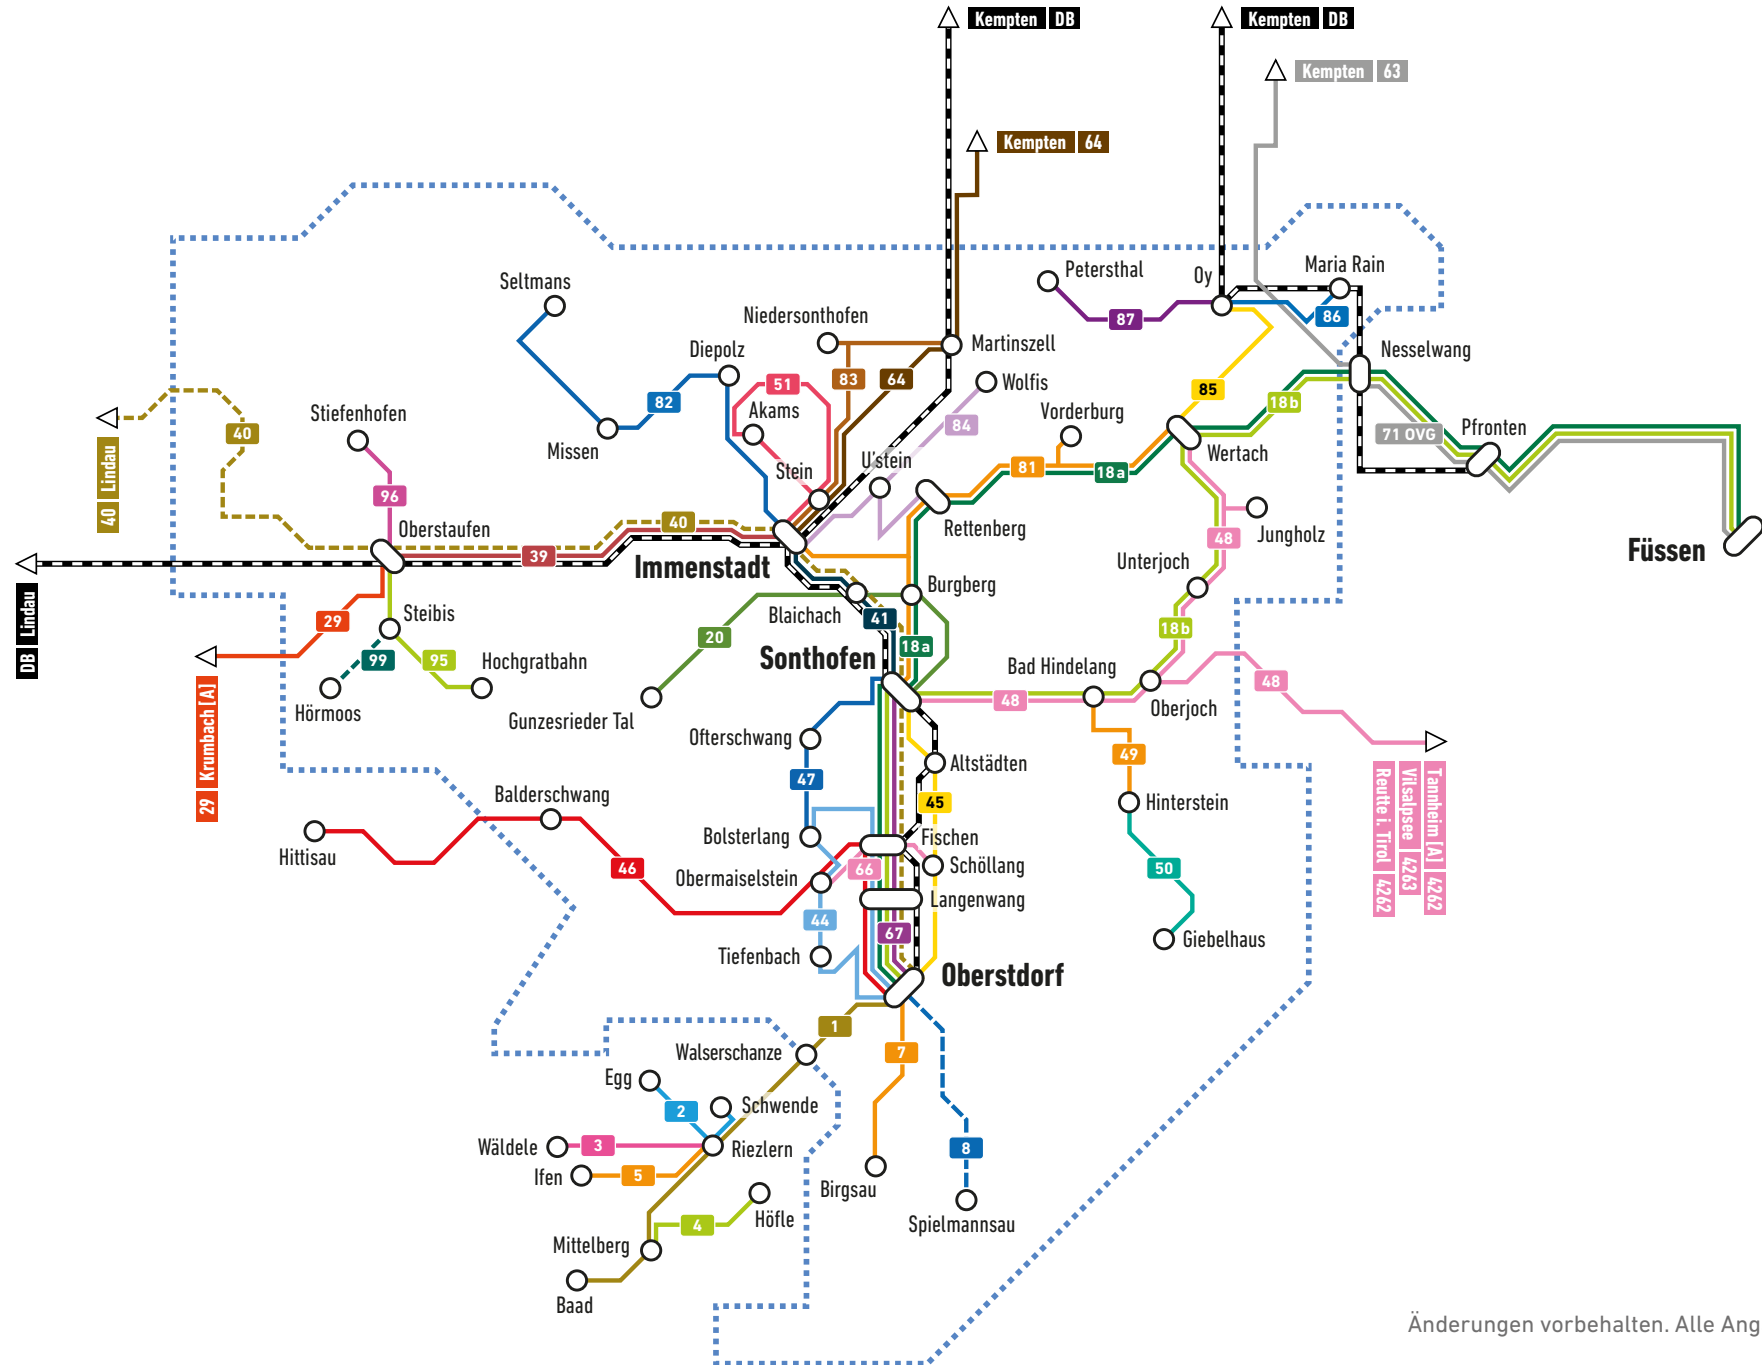 Kempten DB
Kempten DB
Kempten 63
Kempten 64
Petersthal
Oy
Maria Rain
Seltmans
87
86
Niedersonthofen
Martinszell
Nesselwang
Diepolz
51
83
64
Wolfis
85
18b
82
Akams
Vorderburg
84
Stiefenhofen
40
71 OVG
Pfronten
Missen
Wertach
Stein
U'stein
81
18a
40 Lindau
96
Oberstaufen
40
Rettenberg
Jungholz
48
39
Immenstadt
Unterjoch
Füssen
DB Lindau
Steibis
Blaichach
41
Burgberg
29
20
18a
18b
99
95
Hochgratbahn
Sonthofen
Bad Hindelang
48
48
Hörmoos
Gunzesrieder Tal
Oberjoch
29 Krumbach [A]
Ofterschwang
Altstädten
49
47
45
Hinterstein
Balderschwang
Bolsterlang
Fischen
Hittisau
46
66
Schöllang
50
Obermaiselstein
Langenwang
44
67
Giebelhaus
Tiefenbach
Oberstdorf
Reutte i. Tirol 4262
Vilsalpsee 4263
Tannheim [A] 4262
1
7
Walserschanze
Egg
2
Schwende
Wäldele
3
Riezlern
8
Ifen
5
Birgsau
Höfle
4
Spielmannsau
Mittelberg
Baad
Änderungen vorbehalten. Alle Ang